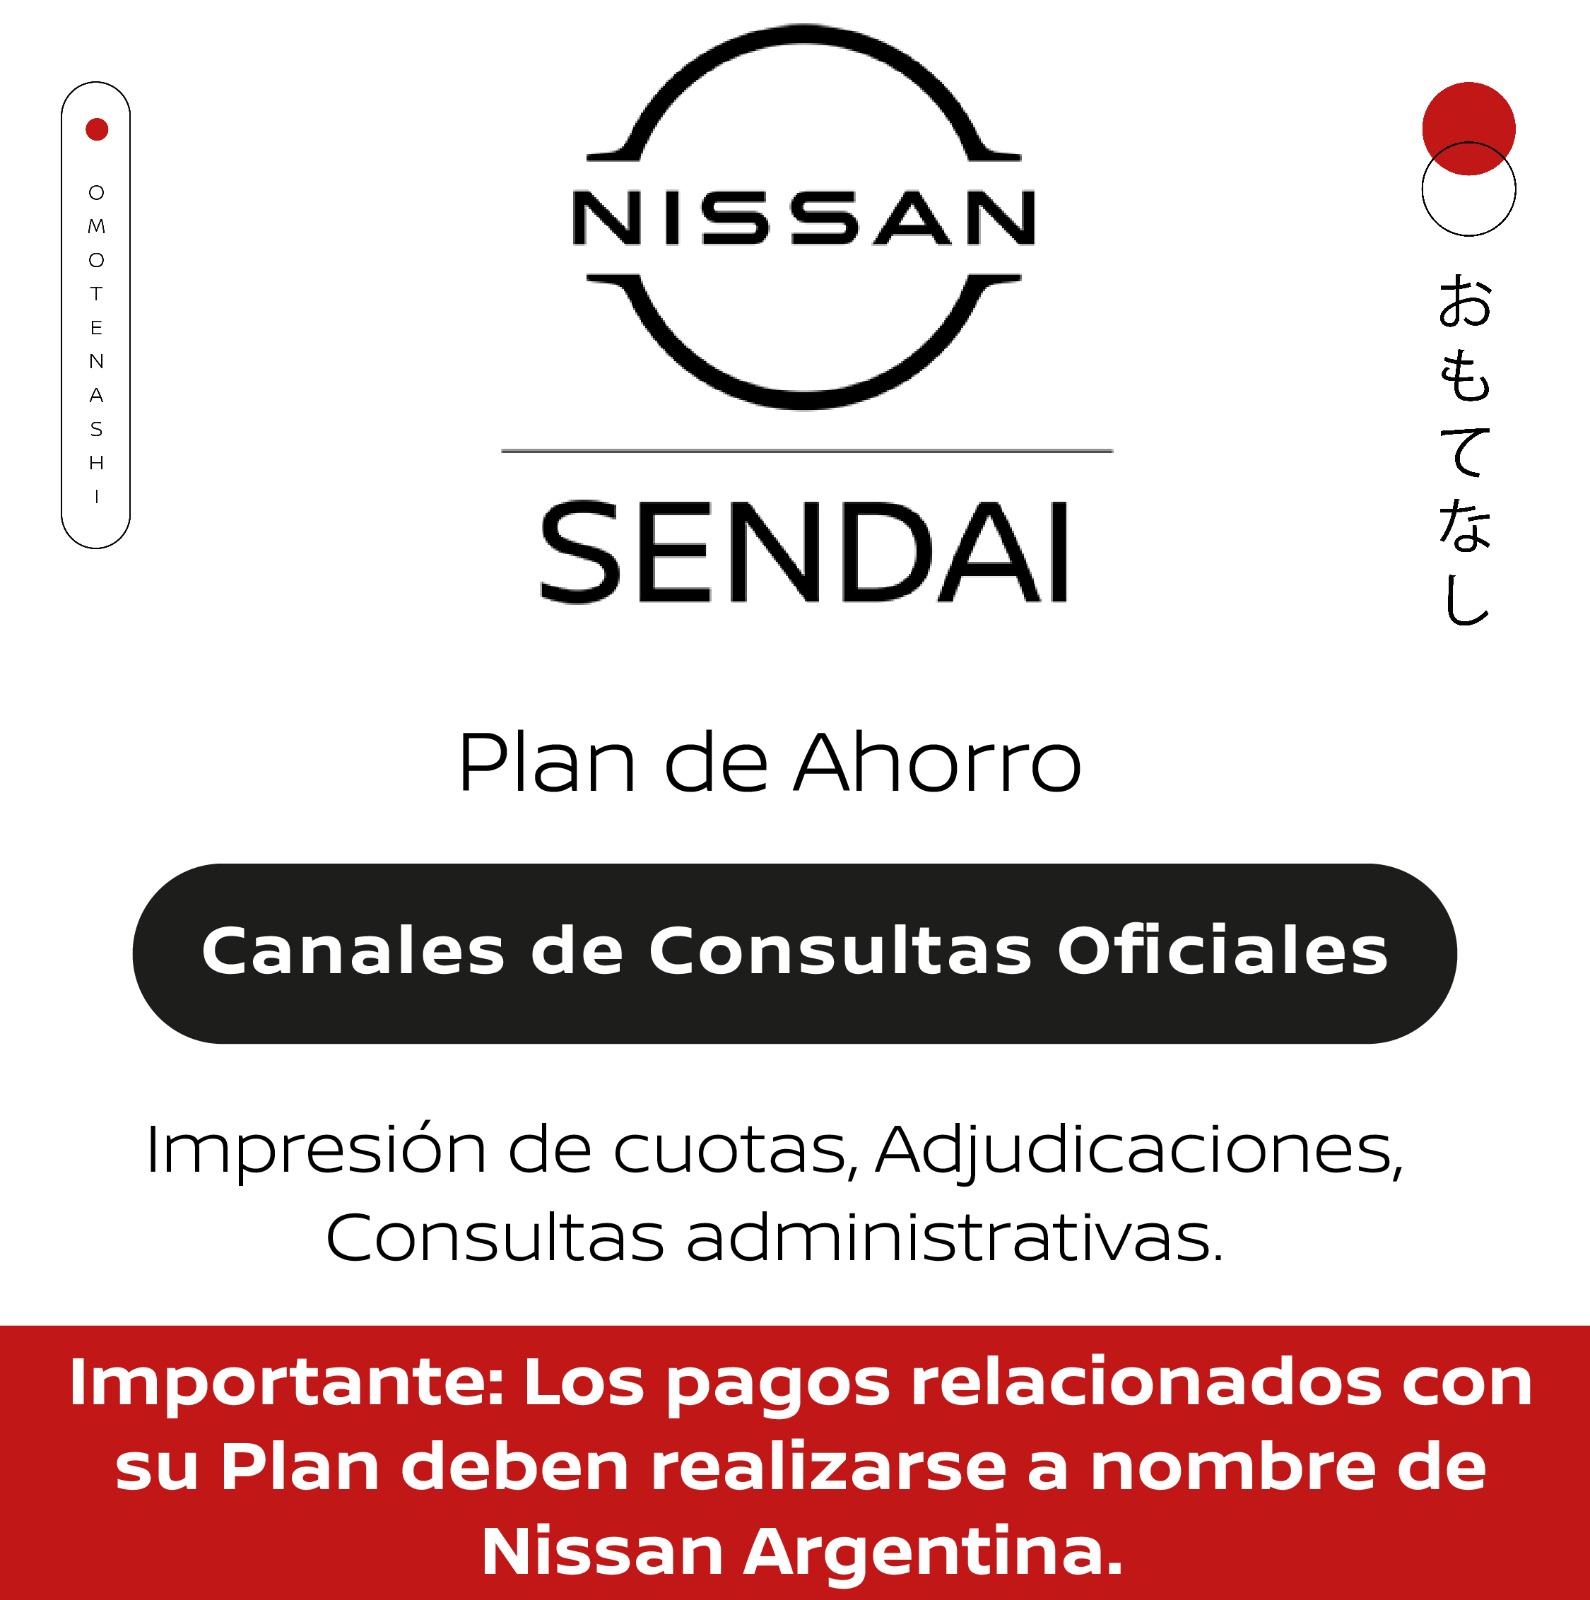 OMOTENASHI
NISSAN
おもてなし
SENDAI
Plan de Ahorro
Canales de Consultas Oficiales
Impresión de cuotas, Adjudicaciones,
Consultas administrativas.
Importante: Los pagos relacionados con
su Plan deben realizarse a nombre de
Nissan Argentina.